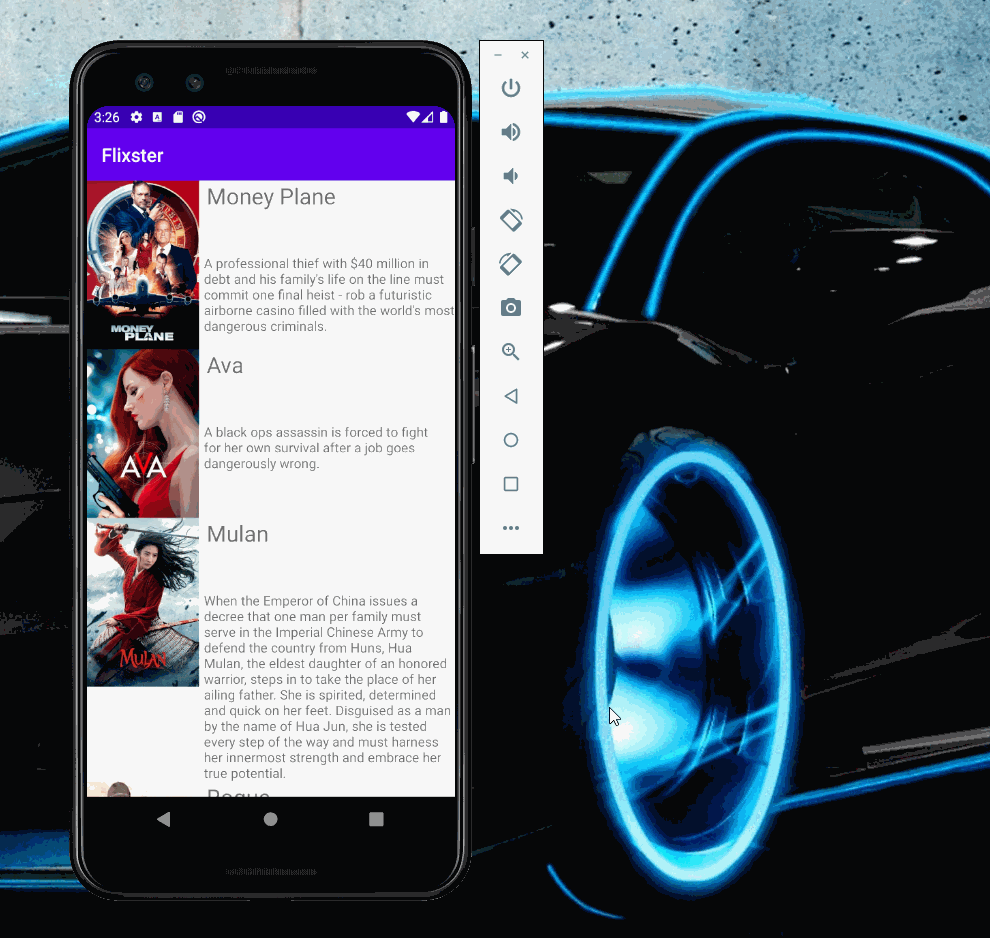 3:26
Flixster
Money Plane
A professional thief with $40 million in
debt and his family's life on the line must
commit one final heist - rob a futuristic
airborne casino filled with the world's most
dangerous criminals.
MONEY
PLANE
Ava
A black ops assassin is forced to fight
for her own survival after a job goes
dangerously wrong.
AVA
Mulan
When the Emperor of China issues a
decree that one man per family must
serve in the Imperial Chinese Army to
defend the country from Huns, Hua
Mulan, the eldest daughter of an honored
warrior, steps in to take the place of her
ailing father. She is spirited, determined
and quick on her feet. Disguised as a man
by the name of Hua Jun, she is tested
every step of the way and must harness
her innermost strength and embrace her
true potential.
MULAN
Rogue